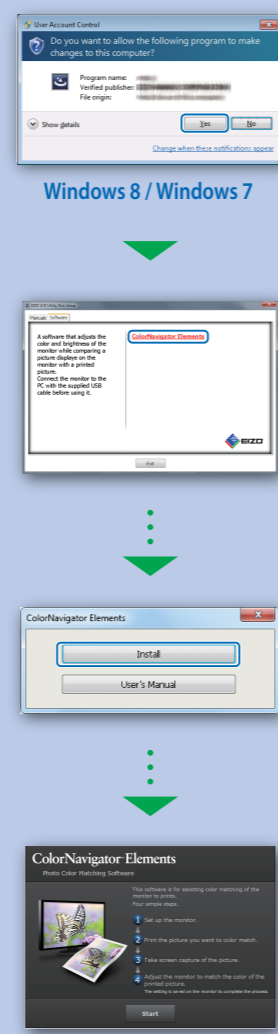 User Account Control
Do you want to allow the following program to make
changes to this computer?
Program name:
Verified publisher:
File origin:
Show details
Yes
No
Change when these notifications appear
Windows 8 / Windows 7
EIZO LCD Utility Disk Setup
Manuals
Software
A software that adjusts the
color and brightness of the
monitor while comparing a
picture displaye on the
monitor with a printed
picture.
Connect the monitor to the
PC with the supplied USB
cable before using it.
ColorNavigator Elements
EIZO
Exit
ColorNavigator Elements
Install
User's Manual
ColorNavigator Elements
Photo Color Matching Software
This software is for assisting color matching of the
monitor to prints.
Four simple steps.
1 Set up the monitor.
2 Print the picture you want to color match.
3 Take screen capture of the picture.
4 Adjust the monitor to match the color of the
printed picture.
The setting is saved on the monitor to complete the process.
Start